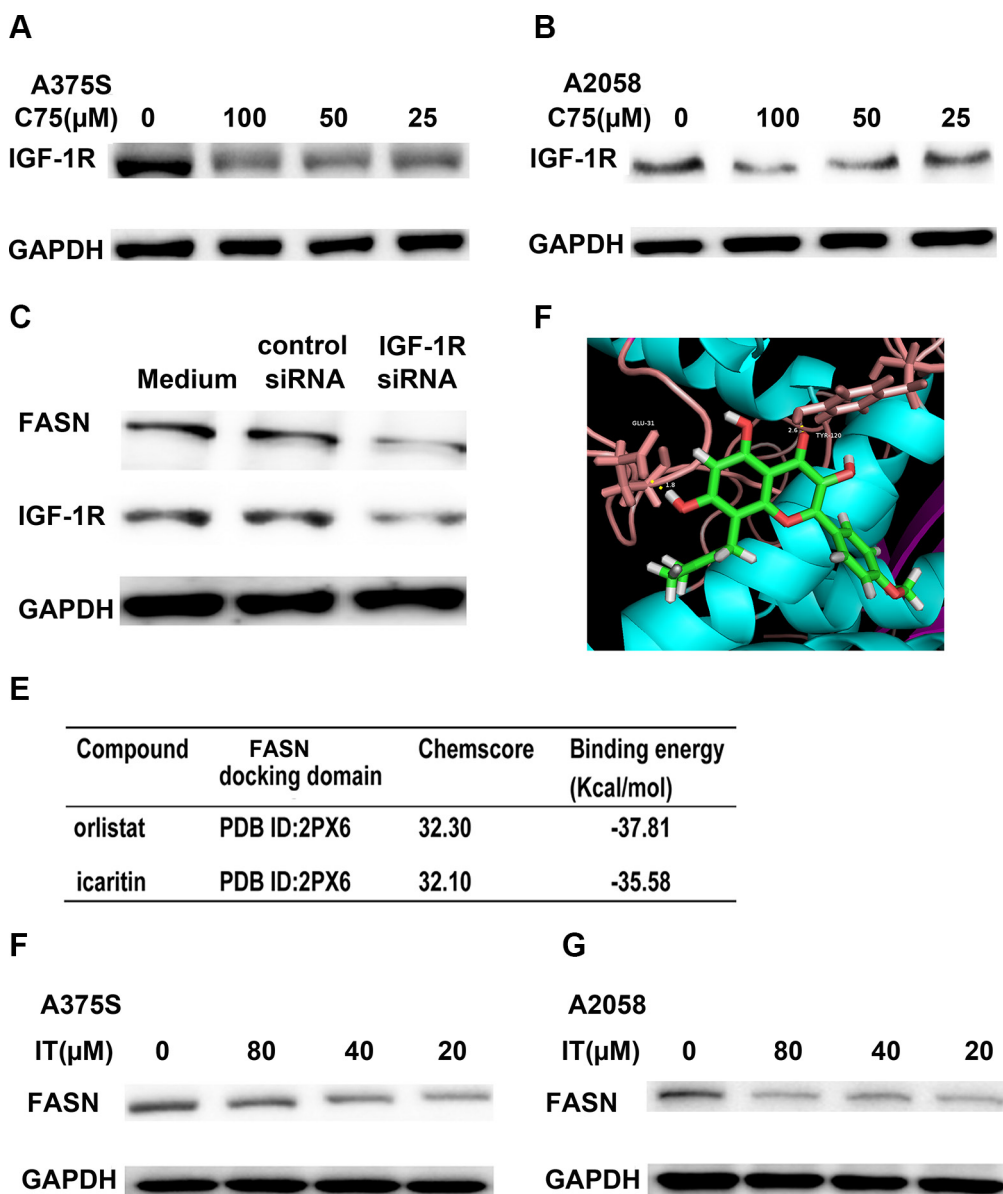 A
A375S
C75(µM) 0 100 50 25
IGF-1R
GAPDH
B
A2058
C75(µM) 0 100 50 25
IGF-1R
GAPDH
C
control IGF-1R
Medium siRNA siRNA
FASN
IGF-1R
GAPDH
F
GLU-31
1.8
2.6
TYR-120
E
Compound FASN Chemscore Binding energy
docking domain (Kcal/mol)
orlistat PDB ID:2PX6 32.30 -37.81
icaritin PDB ID:2PX6 32.10 -35.58
F
A375S
IT(µM) 0 80 40 20
FASN
GAPDH
G
A2058
IT(µM) 0 80 40 20
FASN
GAPDH